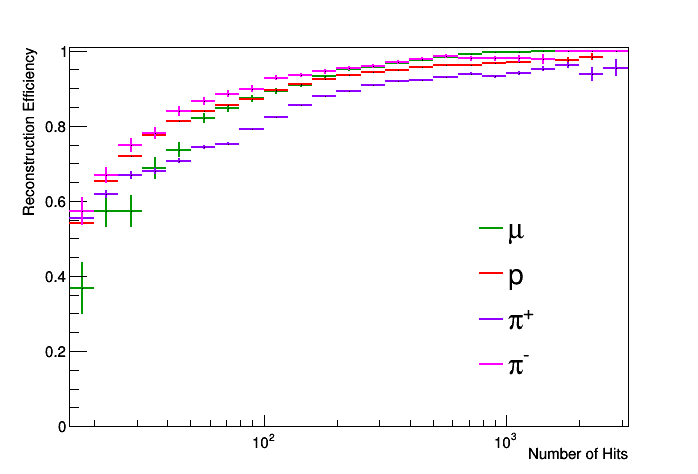 Reconstruction Efficiency
1
0.8
0.6
0.4
0.2
0
μ
p
π⁺
π⁻
10²
10³
Number of Hits